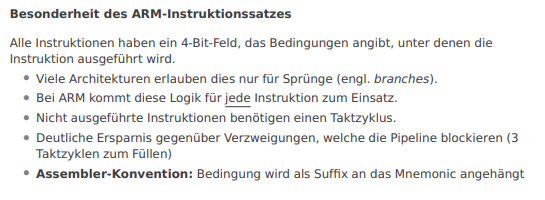 Besonderheit des ARM-Instruktionssatzes
Alle Instruktionen haben ein 4-Bit-Feld, das Bedingungen angibt, unter denen die
Instruktion ausgeführt wird.
• Viele Architekturen erlauben dies nur für Sprünge (engl. branches).
• Bei ARM kommt diese Logik für jede Instruktion zum Einsatz.
• Nicht ausgeführte Instruktionen benötigen einen Taktzyklus.
• Deutliche Ersparnis gegenüber Verzweigungen, welche die Pipeline blockieren (3
Taktzyklen zum Füllen)
• Assembler-Konvention: Bedingung wird als Suffix an das Mnemonic angehängt